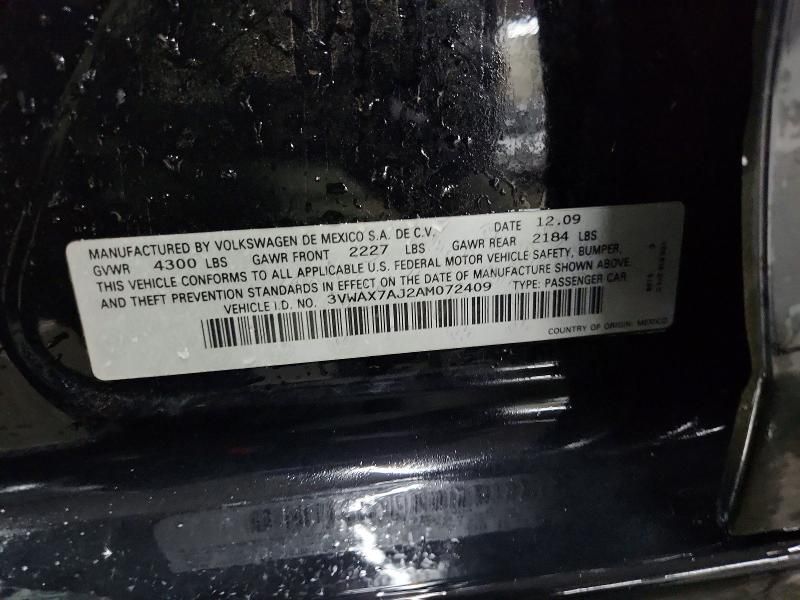 MANUFACTURED BY VOLKSWAGEN DE MEXICO S.A. DE C.V. DATE 12.09
GVWR 4300 LBS GAWR FRONT 2227 LBS GAWR REAR 2184 LBS
THIS VEHICLE CONFORMS TO ALL APPLICABLE U.S. FEDERAL MOTOR VEHICLE SAFETY, BUMPER,
AND THEFT PREVENTION STANDARDS IN EFFECT ON THE DATE OF MANUFACTURE SHOWN ABOVE.
VEHICLE I.D. NO. 3VWAX7AJ2AM072409 TYPE: PASSENGER CAR
COUNTRY OF ORIGIN: MEXICO